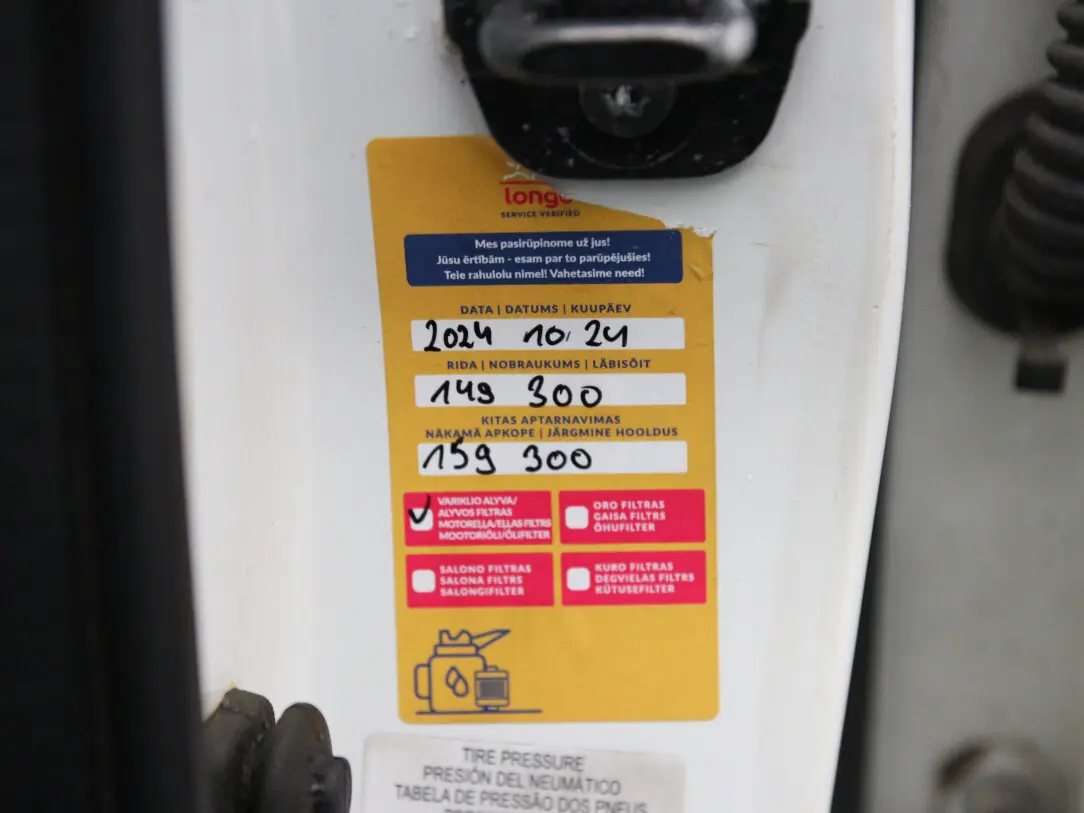 longo
SERVICE VERIFIED
Mes pasirūpinome už jus!
Jūsu ērtībām - esam par to parūpējušies!
Teie rahulolu nimel! Vahetasime need!
DATA | DATUMS | KUUPÄEV
2024 10. 24
RIDA | NOBRAUKUMS | LÄBISÕIT
149 300
KITAS APTARNAVIMAS
NĀKAMĀ APKOPE | JÄRGMINE HOOLDUS
159 300
VARIKLIO ALYVA/
ALYVOS FILTRAS
MOTOREĻĻA/EĻĻAS FILTRS
MOOTORIÕLI/ÕLIFILTER
ORO FILTRAS
GAISA FILTRS
ÕHUFILTER
SALONO FILTRAS
SALONA FILTRS
SALONGIFILTER
KURO FILTRAS
DEGVIELAS FILTRS
KÜTUSEFILTER
TIRE PRESSURE
PRESIÓN DEL NEUMÁTICO
TABELA DE PRESSÃO DOS PNEUS